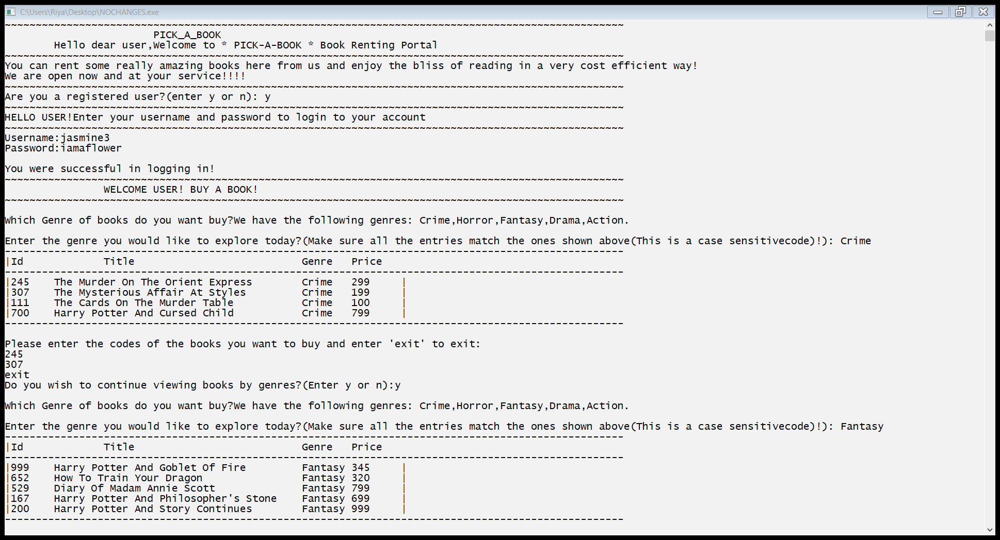 C:\Users\Riya\Desktop\NOCHANGES.exe
~~~~~~~~~~~~~~~~~~~~~~~~~~~~~~~~~~~~~~~~~~~~~~~~~~~~~~~~~~~~~~~~~~~~~~~~~~~~~~~~~~~~~~~~~~~~~~~~~~~~
PICK_A_BOOK
Hello dear user,Welcome to * PICK-A-BOOK * Book Renting Portal
~~~~~~~~~~~~~~~~~~~~~~~~~~~~~~~~~~~~~~~~~~~~~~~~~~~~~~~~~~~~~~~~~~~~~~~~~~~~~~~~~~~~~~~~~~~~~~~~~~~~
You can rent some really amazing books here from us and enjoy the bliss of reading in a very cost efficient way!
We are open now and at your service!!!!
~~~~~~~~~~~~~~~~~~~~~~~~~~~~~~~~~~~~~~~~~~~~~~~~~~~~~~~~~~~~~~~~~~~~~~~~~~~~~~~~~~~~~~~~~~~~~~~~~~~~
Are you a registered user?(enter y or n): y
~~~~~~~~~~~~~~~~~~~~~~~~~~~~~~~~~~~~~~~~~~~~~~~~~~~~~~~~~~~~~~~~~~~~~~~~~~~~~~~~~~~~~~~~~~~~~~~~~~~~
HELLO USER!Enter your username and password to login to your account
~~~~~~~~~~~~~~~~~~~~~~~~~~~~~~~~~~~~~~~~~~~~~~~~~~~~~~~~~~~~~~~~~~~~~~~~~~~~~~~~~~~~~~~~~~~~~~~~~~~~
Username:jasmine3
Password:iamaflower
You were successful in logging in!
~~~~~~~~~~~~~~~~~~~~~~~~~~~~~~~~~~~~~~~~~~~~~~~~~~~~~~~~~~~~~~~~~~~~~~~~~~~~~~~~~~~~~~~~~~~~~~~~~~~~
WELCOME USER! BUY A BOOK!
~~~~~~~~~~~~~~~~~~~~~~~~~~~~~~~~~~~~~~~~~~~~~~~~~~~~~~~~~~~~~~~~~~~~~~~~~~~~~~~~~~~~~~~~~~~~~~~~~~~~
Which Genre of books do you want buy?We have the following genres: Crime,Horror,Fantasy,Drama,Action.
Enter the genre you would like to explore today?(Make sure all the entries match the ones shown above(This is a case sensitivecode)!): Crime
----------------------------------------------------------------------------------------------------
|Id Title Genre Price
----------------------------------------------------------------------------------------------------
|245 The Murder On The Orient Express Crime 299 |
|307 The Mysterious Affair At Styles Crime 199 |
|111 The Cards On The Murder Table Crime 100 |
|700 Harry Potter And Cursed Child Crime 799 |
----------------------------------------------------------------------------------------------------
Please enter the codes of the books you want to buy and enter 'exit' to exit:
245
307
exit
Do you wish to continue viewing books by genres?(Enter y or n):y
Which Genre of books do you want buy?We have the following genres: Crime,Horror,Fantasy,Drama,Action.
Enter the genre you would like to explore today?(Make sure all the entries match the ones shown above(This is a case sensitivecode)!): Fantasy
----------------------------------------------------------------------------------------------------
|Id Title Genre Price
----------------------------------------------------------------------------------------------------
|999 Harry Potter And Goblet Of Fire Fantasy 345 |
|652 How To Train Your Dragon Fantasy 320 |
|529 Diary Of Madam Annie Scott Fantasy 799 |
|167 Harry Potter And Philosopher's Stone Fantasy 699 |
|200 Harry Potter And Story Continues Fantasy 999 |
----------------------------------------------------------------------------------------------------